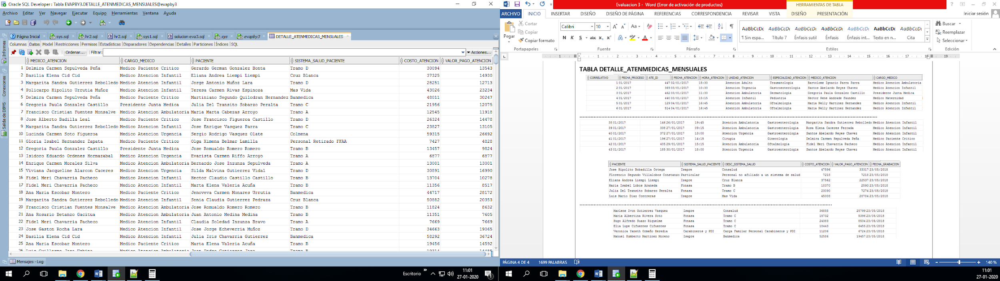 Oracle SQL Developer : Tabla EVAPBY3.DETALLE_ATENMEDICAS_MENSUALES@evapby3
Archivo Editar Ver Navegar Ejecutar Equipo Herramientas Ventana Ayuda
Página Inicial sys.sql hr2.sql hr2.sql sys1.sql solucion eva3.sql sys evapby3 DETALLE_ATENMEDICAS_MENSUALES
Columns Datos Model Restricciones Permisos Estadísticas Disparadores Dependencias Detalles Particiones Índices SQL
Ordenar... Filtrar: Acciones...
Informes
Conexiones
Salida de DBMS
MEDICO_ATENCION CARGO_MEDICO PACIENTE SISTEMA_SALUD_PACIENTE COSTO_ATENCION VALOR_PAGO_ATENCION
1 Delmira Carmen Sepulveda Peña Medico Paciente Critico Gerardo German Gonzalez Bonta Tramo D 30094 13543
2 Basilia Elena Cid Cid Medico Atencion Infantil Eliana Andrea Liempi Liempi Cruz Blanca 37325 14930
3 Margarita Sandra Gutierrez Rebolledo Medico Atencion Infantil Jorge Antonio Muñoz Lara Tramo D 28251 12713
4 Policarpo Hipolito Urrutia Muñoz Medico Atencion Infantil Teresa Carmen Rivas Espinoza Mas Vida 43026 23234
5 Delmira Carmen Sepulveda Peña Medico Paciente Critico Martiniano Segundo Quilodran Hernandez Banmedica 48011 30247
6 Gregoria Paula Gonzalez Castillo Presidente Junta Medica Julia Del Transito Sobarzo Peralta Tramo C 21956 12075
7 Francisco Cristian Fuentes Monsalve Medico Atencion Ambulatoria Maria Marta Cabezas Arroyo Tramo A 12545 11918
8 Jose Alberto Badilla Leal Medico Paciente Critico Jose Francisco Figueroa Castillo Tramo D 26324 14478
9 Margarita Sandra Gutierrez Rebolledo Medico Atencion Infantil Jose Enrique Vasquez Parra Tramo C 23827 13105
10 Lucinda Carmen Soto Figueroa Medico Atencion Urgencia Sergio Rodrigo Vasquez Olate Colmena 59315 26692
11 Gloria Isabel Hernandez Zapata Medico Paciente Critico Olga Ximena Belmar Lamilla Personal Retirado FFAA 7427 4828
12 Gregoria Paula Gonzalez Castillo Presidente Junta Medica Jose Romualdo Romero Romero Tramo B 13457 9824
13 Isidoro Eduardo Ordenes Hormazabal Medico Atencion Urgencia Evarista Carmen Riffo Arroyo Tramo A 6877 6877
14 Enrique Carmen Morales Silva Medico Atencion Ambulatoria Bernardo Jose Inzunza Sepulveda Tramo A 13001 13001
15 Viviana Jacqueline Alarcon Caceres Medico Atencion Urgencia Silda Malvina Gutierrez Vidal Tramo D 30891 16990
16 Fidel Meri Chavarria Pacheco Medico Atencion Infantil Hector Claudio Castillo Castillo Tramo B 13704 10278
17 Fidel Meri Chavarria Pacheco Medico Atencion Infantil Marta Elena Valeria Acuña Tramo B 11356 8517
18 Ana Maria Escobar Montero Medico Paciente Critico Jenoveva Carmen Monares Urrutia Banmedica 44717 28172
19 Margarita Sandra Gutierrez Rebolledo Medico Atencion Infantil Sonia Claudia Gutierrez Pedraza Cruz Blanca 50882 20353
20 Francisco Cristian Fuentes Monsalve Medico Atencion Ambulatoria Jose Romualdo Romero Romero Tramo B 11824 8632
21 Ana Rosario Betanzo Gacitua Medico Atencion Ambulatoria Juan Antonio Medina Medina Tramo B 11351 7605
22 Fidel Meri Chavarria Pacheco Medico Atencion Infantil Claudia Soledad Inzunza Bravo Tramo A 7669 7669
23 Jose Gaston Rocha Lara Medico Atencion Infantil Jose Jorge Echeverria Muñoz Tramo D 34663 19065
24 Basilia Elena Cid Cid Medico Atencion Infantil Julia Iris Chavarria Gutierrez Banmedica 58292 36724
25 Ana Maria Escobar Montero Medico Paciente Critico Marta Elena Valeria Acuña Tramo B 19456 14592
Mensajes - Log
Escritorio 11:01
27-01-2020
Evaluacion 3 - Word (Error de activación de productos) HERRAMIENTAS DE TABLA
ARCHIVO INICIO INSERTAR DISEÑO DISEÑO DE PÁGINA REFERENCIAS CORRESPONDENCIA REVISAR VISTA DISEÑO PRESENTACIÓN Iniciar sesión
Pegar Cortar
Copiar
Copiar formato
Portapapeles
Calibri 10
N K S abc
Fuente
Párrafo
AaBbCcDc AaBbCcDc AaBbCcDc AaBbCcDc AaBbCcDc AaBbCcDc AaBbCcDc
¶ Sin espa... Título 7 Énfasis sutil Énfasis Énfasis int... Texto en n... Cita
Estilos
Buscar
Reemplazar
Seleccionar
Edición
1 1 2 3 4 5 6 7 8 9 10 11 12 13 14 15 16 17 18 19
TABLA DETALLE_ATENMEDICAS_MENSUALES
CORRELATIVO FECHA_PROCESO ATE_ID FECHA_ATENCION HORA_ATENCION UNIDAD_ATENCION ESPECIALIDAD_ATENCION MEDICO_ATENCION CARGO_MEDICO
1 01/2017 447 02/01/2017 15:30 Atencion Adulto Traumatologia Bartolome Ignacio Parra Parra Medico Atencion Ambulatoria
2 01/2017 369 03/01/2017 10:30 Atencion Urgencia Gastroenterologia Santos Abelardo Reyes Chavez Medico Atencion Infantil
3 01/2017 462 03/01/2017 11:30 Atencion Ambulatoria Dermatologia Gregoria Paula Gonzalez Castillo Presidente Junta Medica
4 01/2017 440 03/01/2017 15:15 Atencion Infantil Pediatria Hector Rene Andrade Faundez Medico Maternidad
5 01/2017 129 04/01/2017 16:45 Atencion Ambulatoria Oftalmologia Maria Nelly Martinez Hernandez Medico Atencion Infantil
6 01/2017 514 04/01/2017 16:45 Atencion Ambulatoria Oftalmologia Maria Nelly Martinez Hernandez Medico Atencion Infantil
38 01/2017 146 26/01/2017 19:45 Atencion Ambulatoria Gastroenterologia Margarita Sandra Gutierrez Rebolledo Medico Atencion Infantil
39 01/2017 338 27/01/2017 09:15 Atencion Ambulatoria Gastroenterologia Rosa Elena Caceres Ferrada Medico Atencion Infantil
40 01/2017 372 27/01/2017 13:00 Atencion Urgencia Gastroenterologia Santos Abelardo Reyes Chavez Medico Atencion Infantil
41 01/2017 196 27/01/2017 14:15 Cirugia Ginecologia Delmira Carmen Sepulveda Peña Medico Paciente Critico
42 01/2017 405 29/01/2017 15:15 Atencion Ambulatoria Oftalmologia Fidel Meri Chavarria Pacheco Medico Atencion Infantil
43 01/2017 185 30/01/2017 18:00 Atencion Urgencia Gastroenterologia Santos Abelardo Reyes Chavez Medico Atencion Infantil
PACIENTE SISTEMA_SALUD_PACIENTE DESC_SISTEMA_SALUD COSTO_ATENCION VALOR_PAGO_ATENCION FECHA_GRABACION
Jose Hipolito Bobadilla Ortega Isapre Consalud 47596 33317 23/05/2018
Florencio Segundo Villalobos Constanzo Particular Personal no afiliado a un sistema de salud 7218 7218 23/05/2018
Eliana Andrea Liempi Liempi Isapre Cruz Blanca 37562 22537 23/05/2018
Maria Isabel Lobos Araneda Fonasa Tramo B 10370 2593 23/05/2018
Julia Del Transito Sobarzo Peralta Fonasa Tramo C 23090 7274 23/05/2018
Luis Mario Diaz Contreras Isapre Mas Vida 45008 20704 23/05/2018
Marlene Ivon Gutierrez Vasquez Isapre Consalud 36855 25799 23/05/2018
Maria Albertina Rivera Soto Fonasa Tramo C 15732 5396 23/05/2018
Hugo Alfredo Suazo Riquelme Fonasa Tramo C 24383 8534 23/05/2018
Elia Lupe Cifuentes Cifuentes Fonasa Tramo C 18443 6455 23/05/2018
Veronica Yaneth Ormeño Heredia Carabineros y PDI Carga Familar Personal Carabineros y PDI 11206 6724 23/05/2018
Manuel Humberto Martinez Moreno Isapre Banmedica 52586 19457 23/05/2018
PÁGINA 4 DE 4 1699 PALABRAS 140 %
11:01
27-01-2020